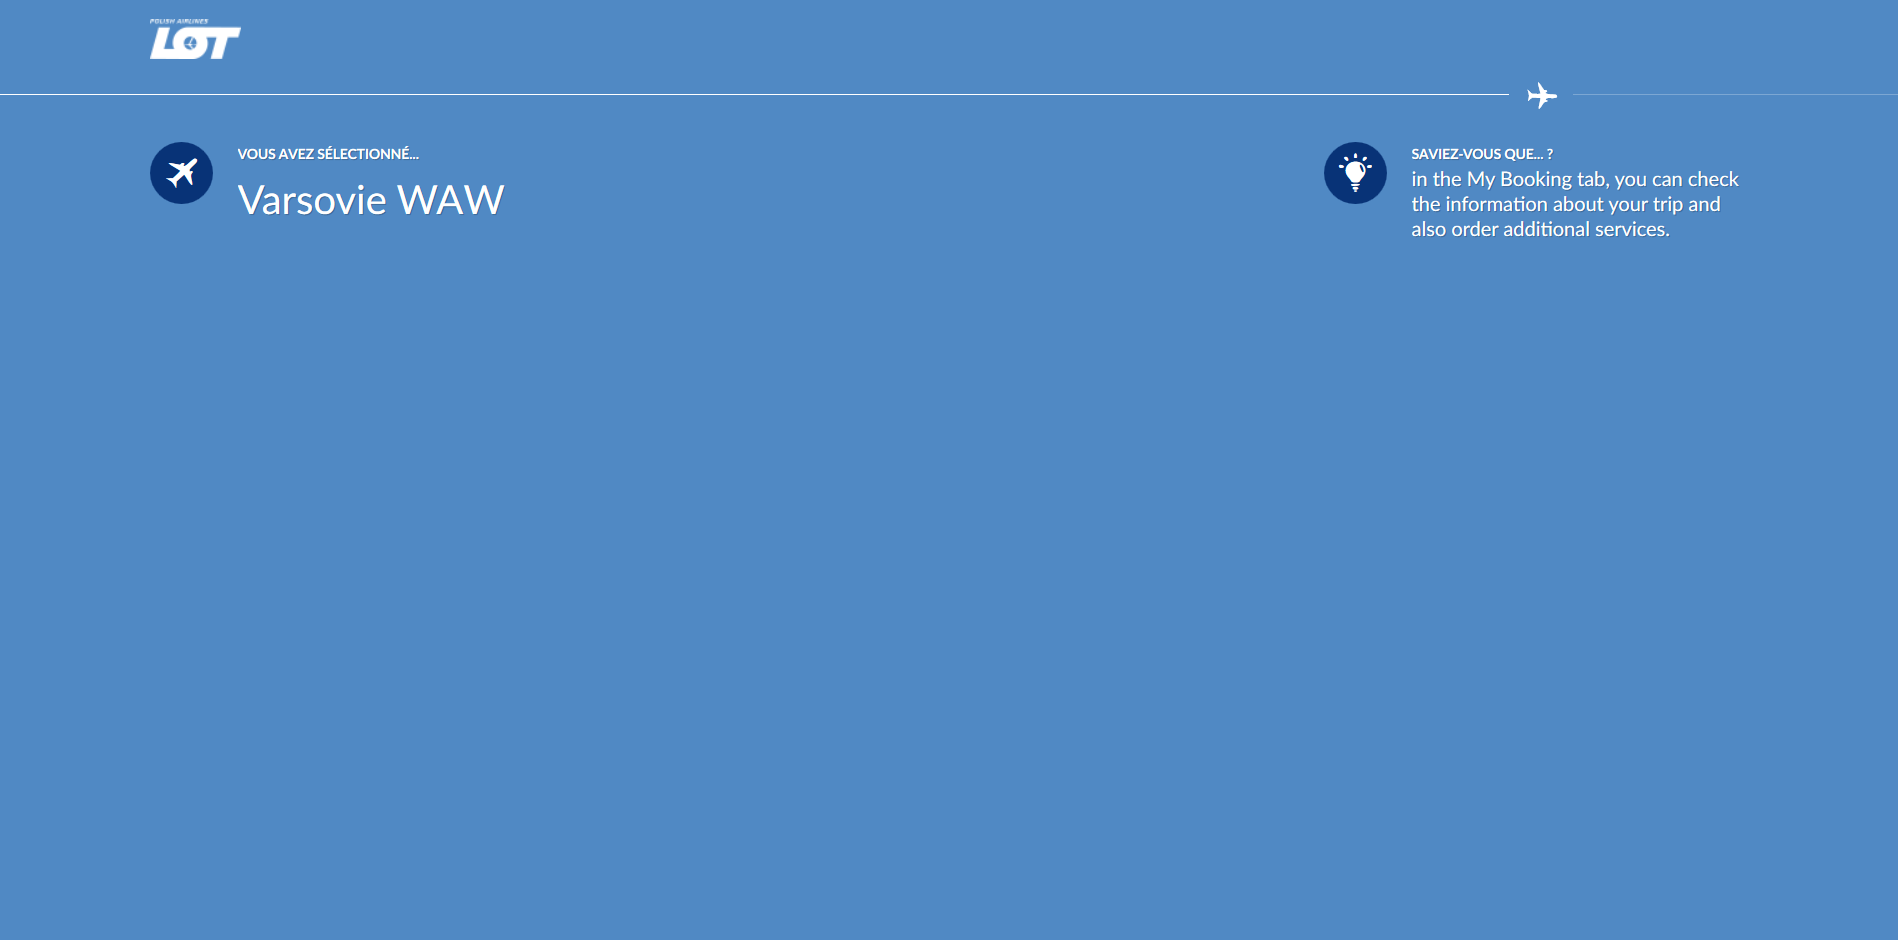 POLISH AIRLINES
LOT
VOUS AVEZ SÉLECTIONNÉ...
Varsovie WAW
SAVIEZ-VOUS QUE... ?
in the My Booking tab, you can check
the information about your trip and
also order additional services.